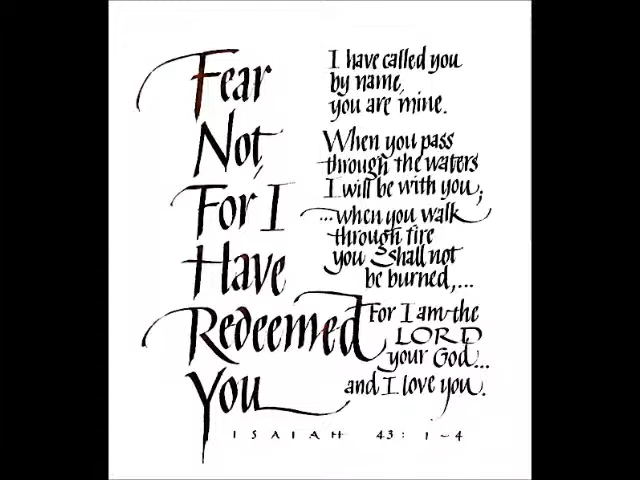 Fear
Not,
For I
Have
Redeemed
You
I have called you
by name,
you are mine.
When you pass
through the waters
I will be with you;
...when you walk
through fire
you shall not
be burned,...
For I am the
LORD
your God...
and I love you.
ISAIAH 43: 1-4